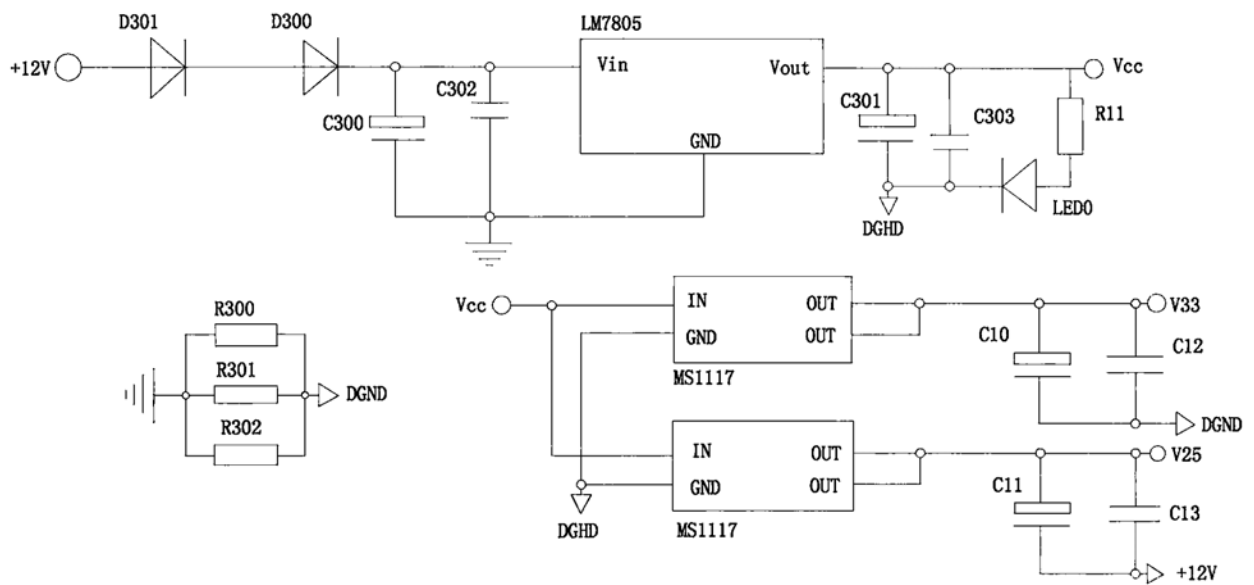 D301
D300
LM7805
+12V
Vin
Vout
Vcc
C300
C302
C301
C303
R11
GND
DGHD
LED0
R300
R301
R302
DGND
Vcc
IN
OUT
GND
OUT
MS1117
V33
C10
C12
DGND
IN
OUT
GND
OUT
MS1117
DGHD
V25
C11
C13
+12V